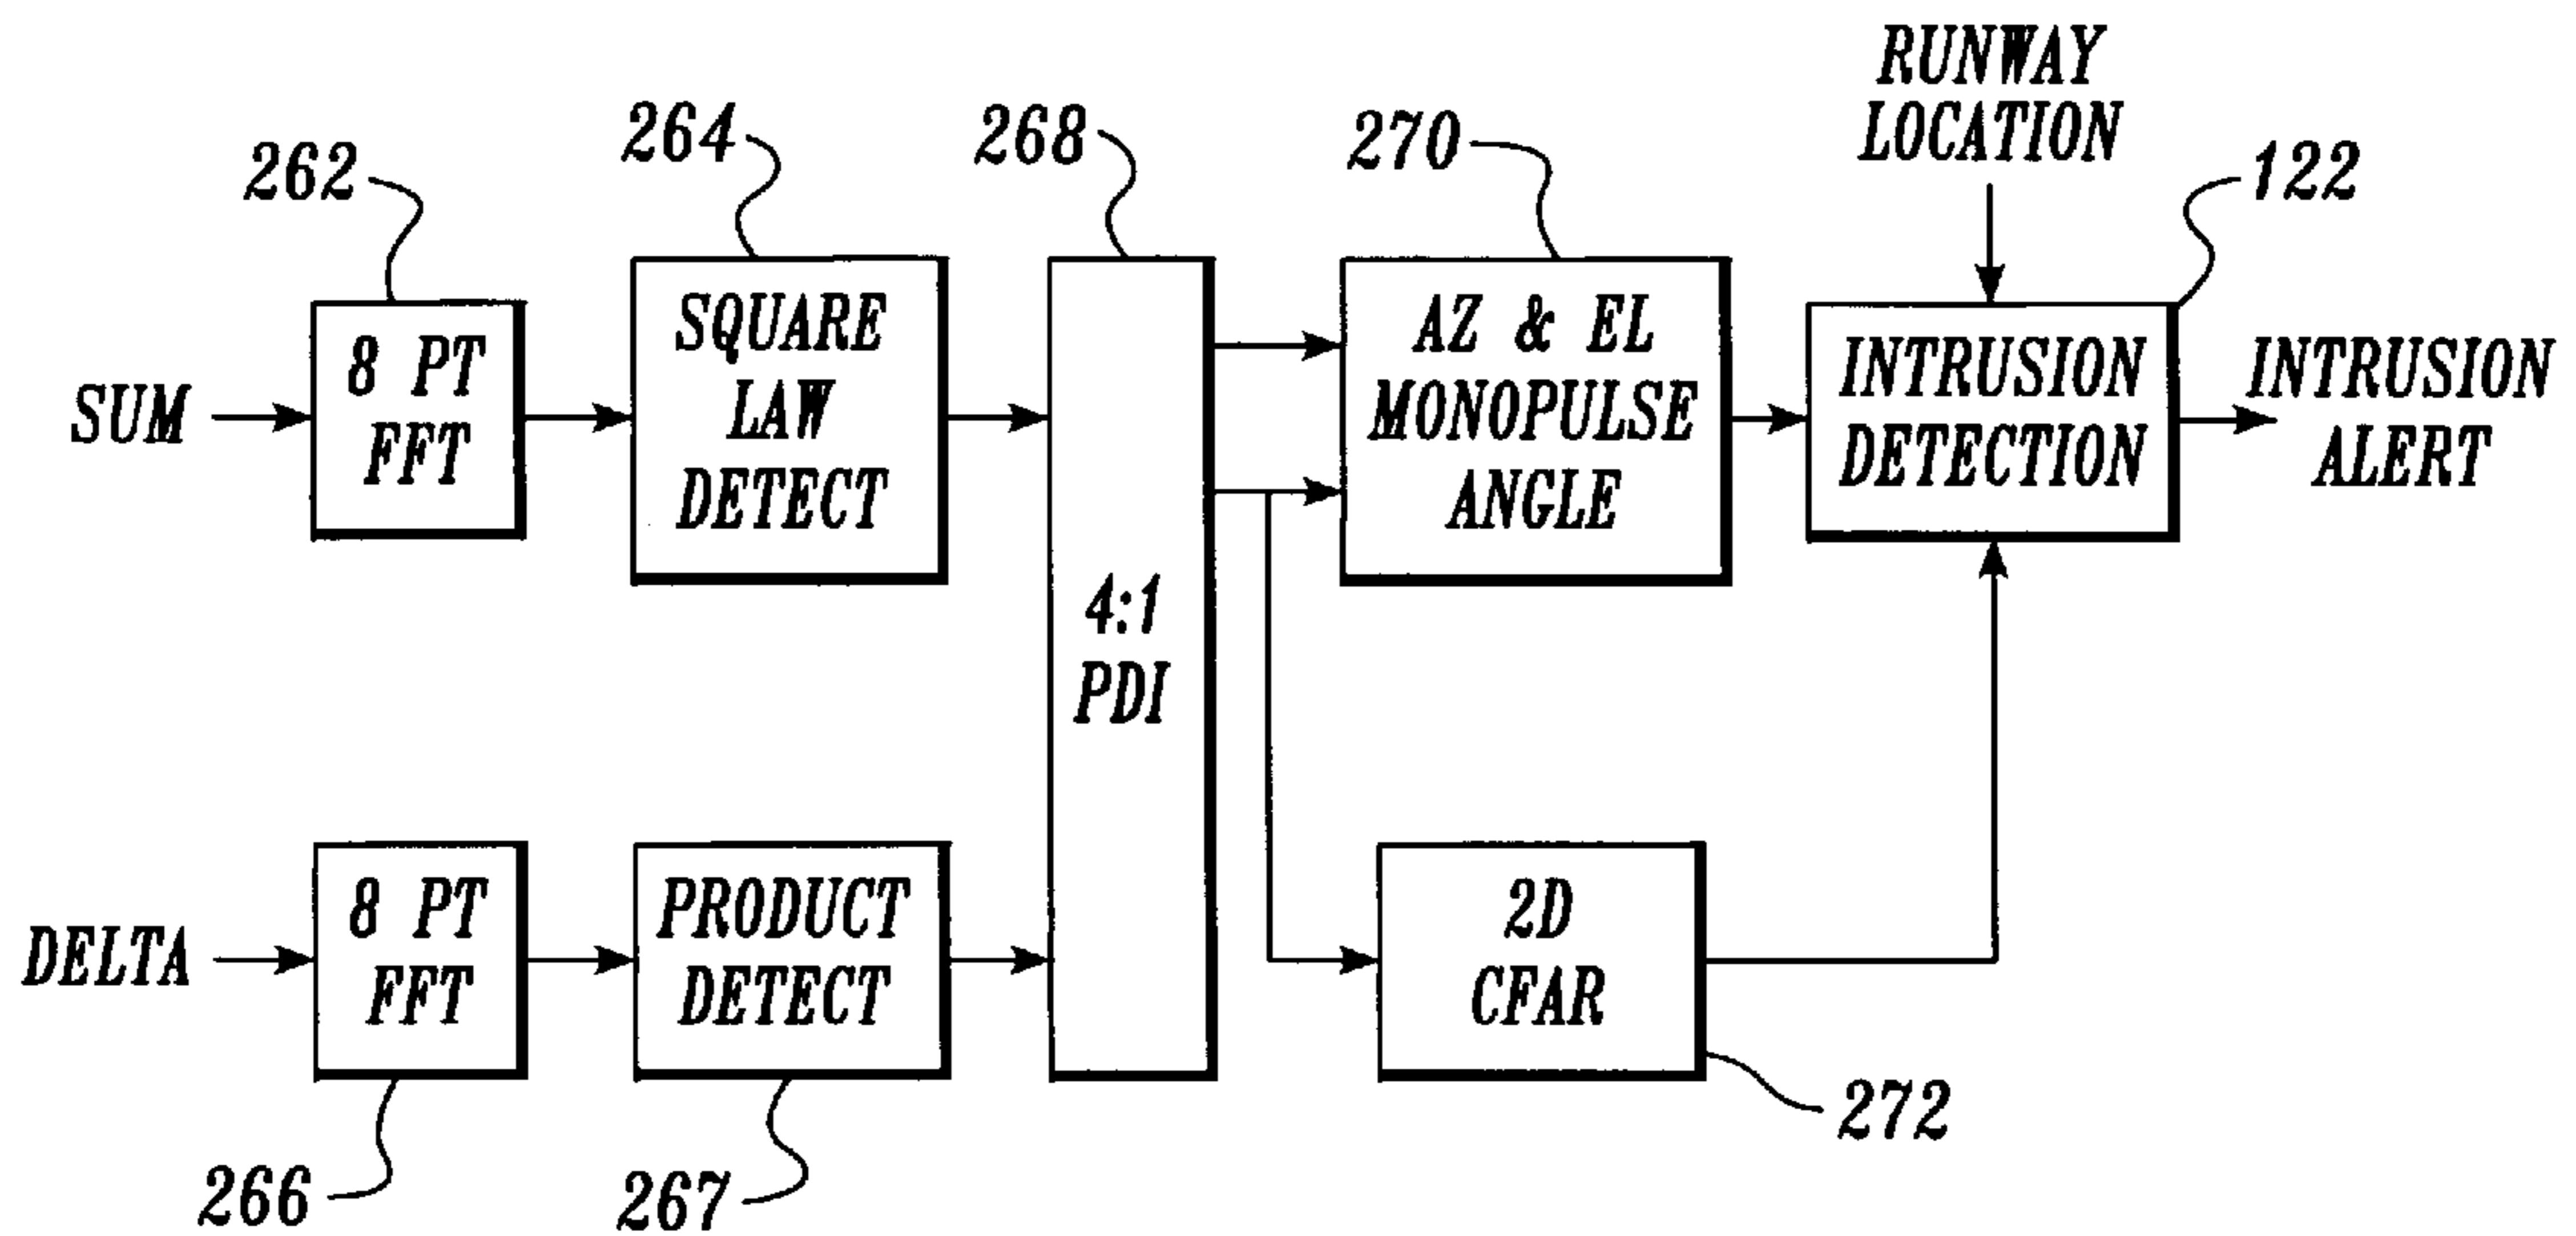 RUNWAY
LOCATION
262
264
268
270
122
SUM
8 PT
FFT
SQUARE
LAW
DETECT
4:1
PDI
AZ & EL
MONOPULSE
ANGLE
INTRUSION
DETECTION
INTRUSION
ALERT
DELTA
8 PT
FFT
PRODUCT
DETECT
2D
CFAR
266
267
272